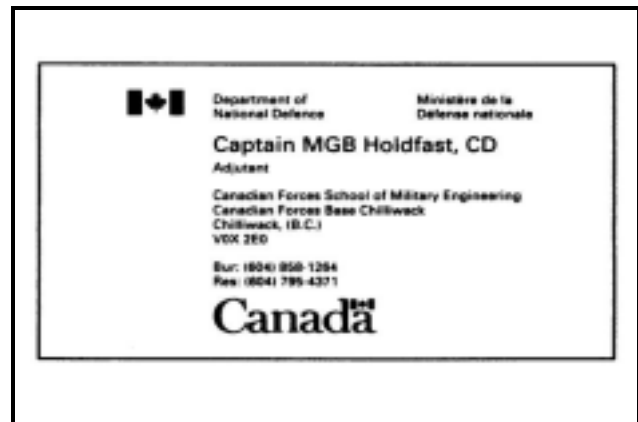 Department of
National Defence
Ministère de la
Défense nationale
Captain MGB Holdfast, CD
Adjutant
Canadian Forces School of Military Engineering
Canadian Forces Base Chilliwack
Chilliwack, (B.C.)
V0X 2E0
Bur: (604) 858-1264
Res: (604) 795-4371
Canada